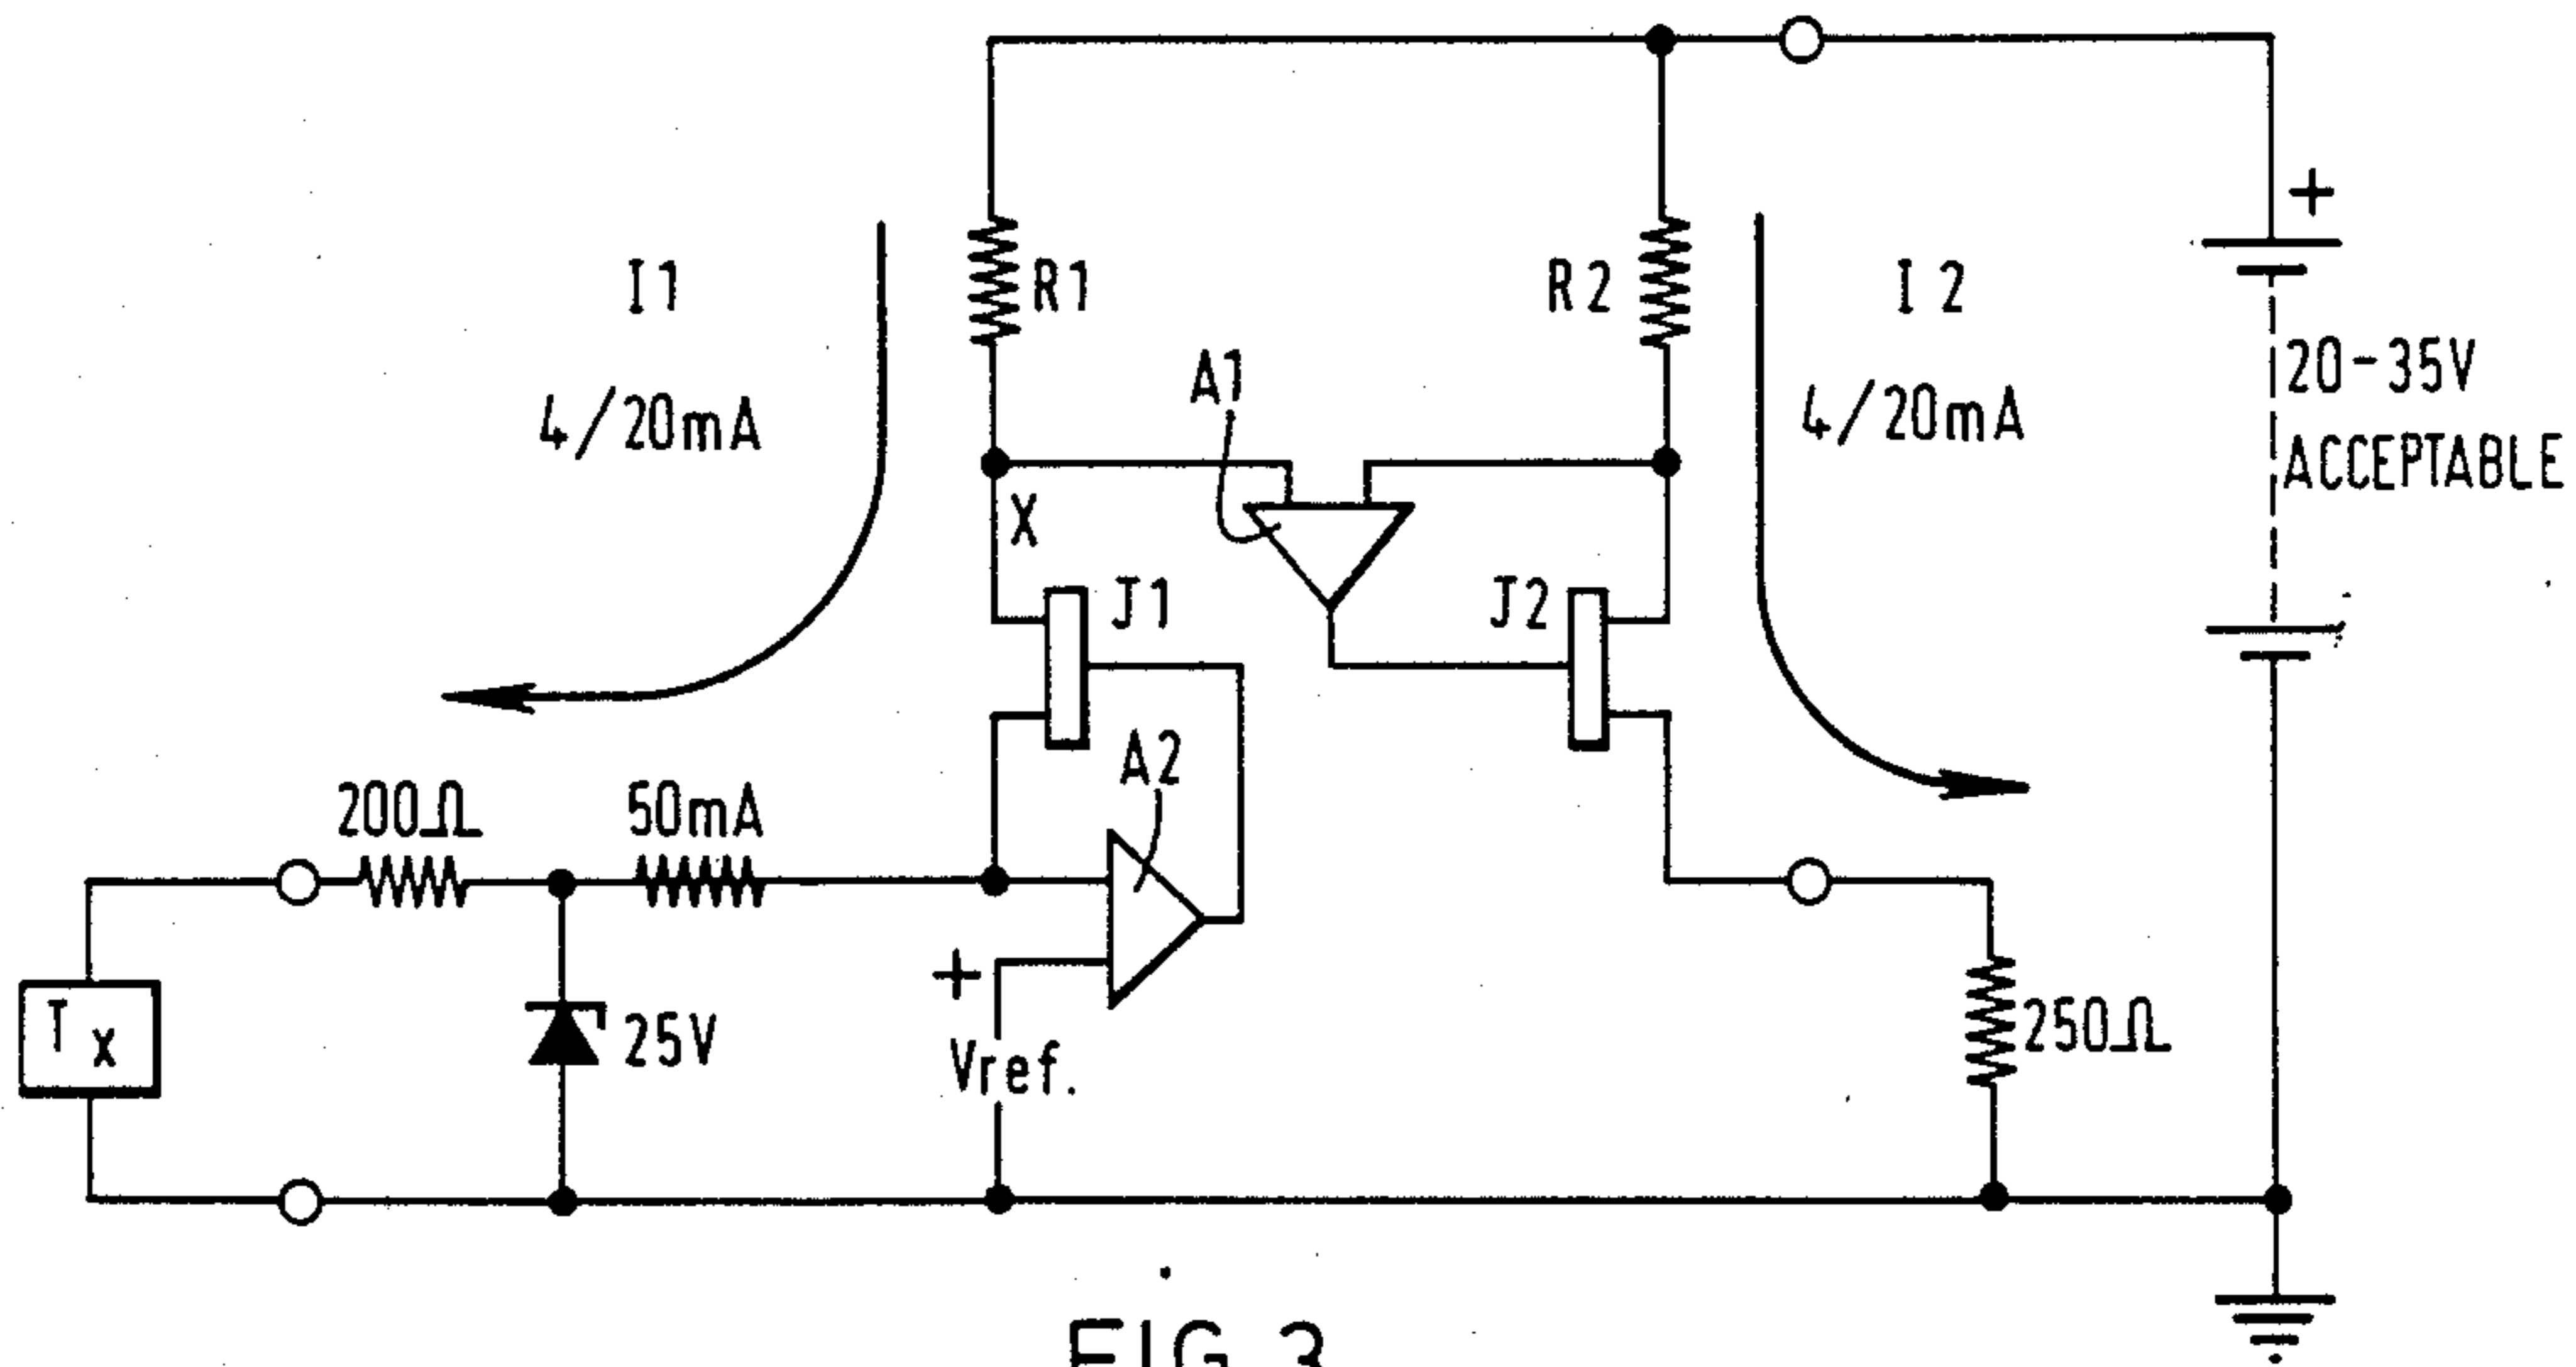 I1
4/20mA
R1
A1
R2
I2
4/20mA
+
20-35V
ACCEPTABLE
X
J1
J2
A2
200Ω
50mA
Tx
25V
+
Vref.
250Ω
FIG.3